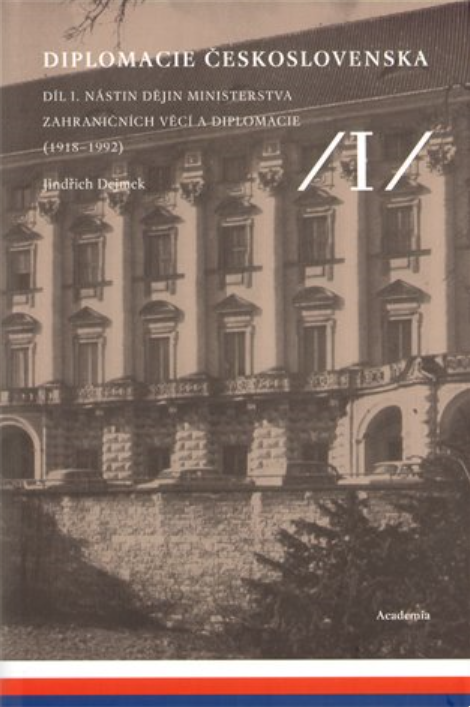 DIPLOMACIE ČESKOSLOVENSKA
DÍL I. NÁSTIN DĚJIN MINISTERSTVA
ZAHRANIČNÍCH VĚCÍ A DIPLOMACIE
(1918–1992)
/I/
Jindřich Dejmek
Academia